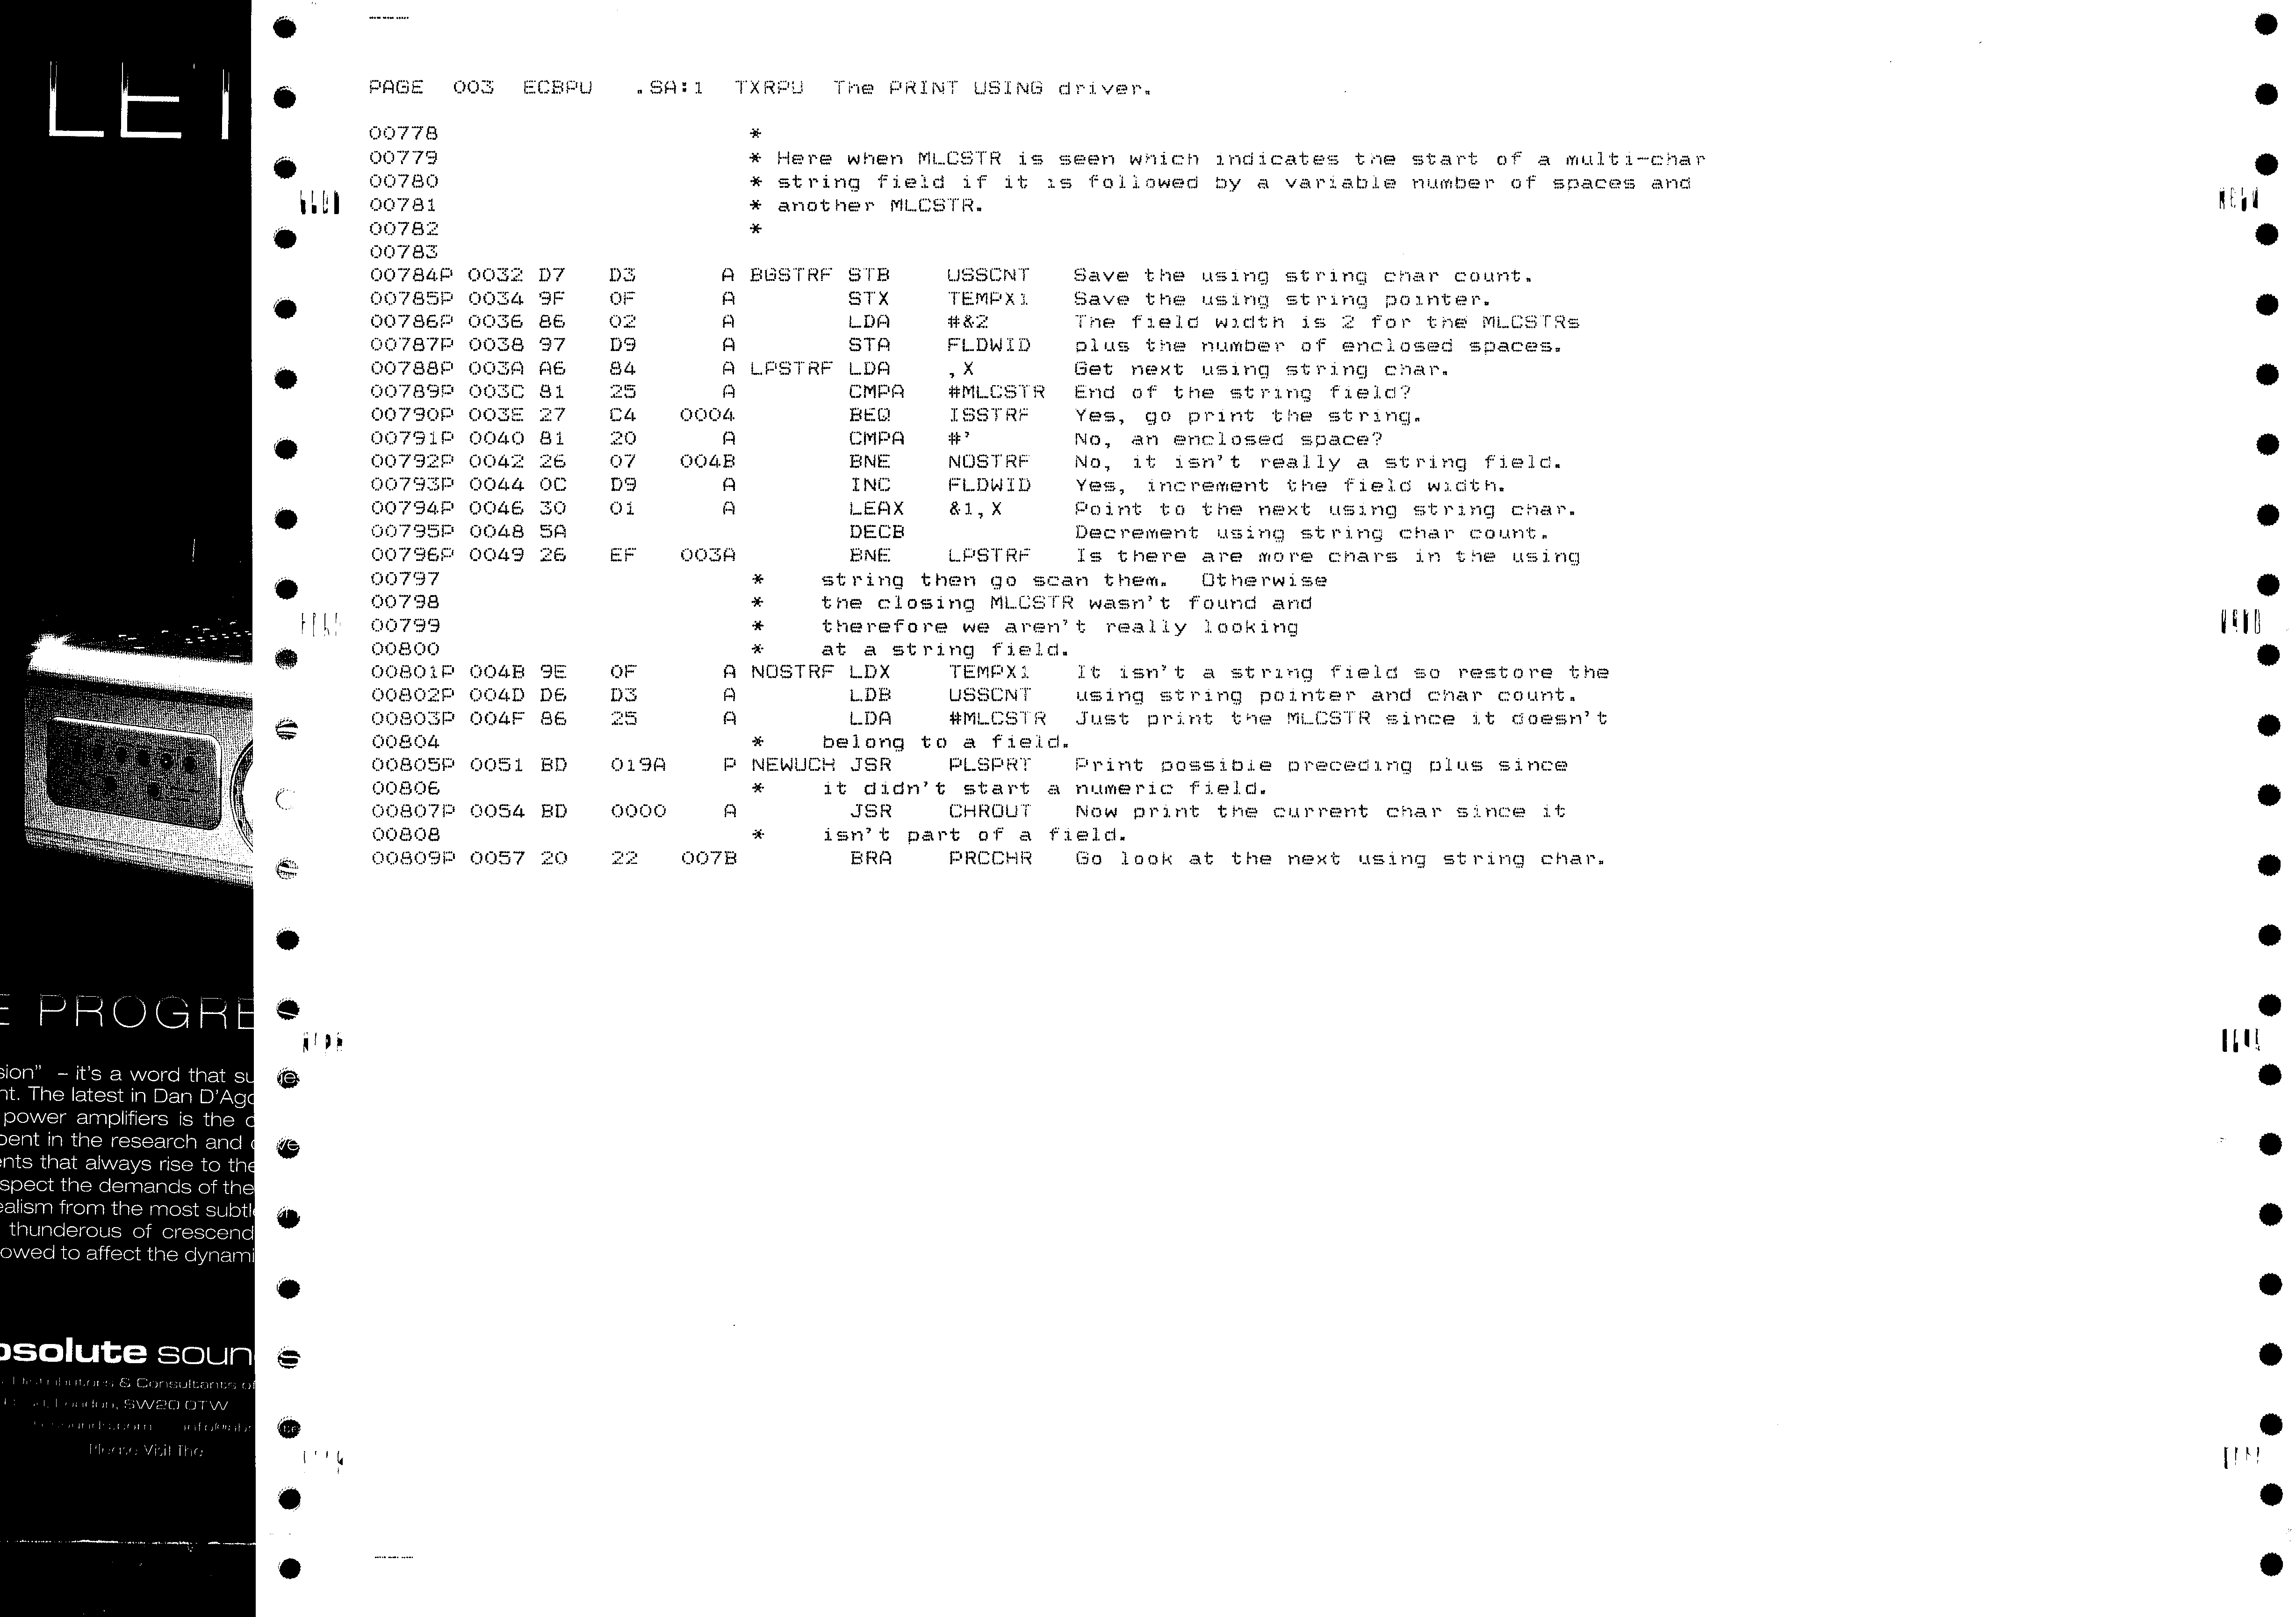 PAGE  003  ECBPU   .SA:1  TXRPU  The PRINT USING driver.
00778                      *
00779                      * Here when MLCSTR is seen which indicates the start of a multi-char
00780                      * string field if it is followed by a variable number of spaces and
00781                      * another MLCSTR.
00782                      *
00783
00784P 0032 D7   D3      A BGSTRF STB    USSCNT   Save the using string char count.
00785P 0034 9F   0F      A        STX    TEMPX1   Save the using string pointer.
00786P 0036 86   02      A        LDA    #&2      The field width is 2 for the MLCSTRs
00787P 0038 97   D9      A        STA    FLDWID   plus the number of enclosed spaces.
00788P 003A A6   84      A LPSTRF LDA    ,X       Get next using string char.
00789P 003C 81   25      A        CMPA   #MLCSTR  End of the string field?
00790P 003E 27   C4   0004        BEQ    ISSTRF   Yes, go print the string.
00791P 0040 81   20      A        CMPA   #'       No, an enclosed space?
00792P 0042 26   07   004B        BNE    NOSTRF   No, it isn't really a string field.
00793P 0044 0C   D9      A        INC    FLDWID   Yes, increment the field width.
00794P 0046 30   01      A        LEAX   &1,X     Point to the next using string char.
00795P 0048 5A                    DECB            Decrement using string char count.
00796P 0049 26   EF   003A        BNE    LPSTRF   Is there are more chars in the using
00797                      *    string then go scan them.  Otherwise
00798                      *    the closing MLCSTR wasn't found and
00799                      *    therefore we aren't really looking
00800                      *    at a string field.
00801P 004B 9E   0F      A NOSTRF LDX    TEMPX1   It isn't a string field so restore the
00802P 004D D6   D3      A        LDB    USSCNT   using string pointer and char count.
00803P 004F 86   25      A        LDA    #MLCSTR  Just print the MLCSTR since it doesn't
00804                      *    belong to a field.
00805P 0051 BD   019A    P NEWUCH JSR    PLSPRT   Print possible preceding plus since
00806                      *    it didn't start a numeric field.
00807P 0054 BD   0000    A        JSR    CHROUT   Now print the current char since it
00808                      *    isn't part of a field.
00809P 0057 20   22   007B        BRA    PRCCHR   Go look at the next using string char.
LET
E PROGRE
sion" – it's a word that su
nt. The latest in Dan D'Ago
power amplifiers is the c
pent in the research and
ents that always rise to the
spect the demands of the
ealism from the most subtl
thunderous of crescend
owed to affect the dynami
bsolute soun s
Distributors & Consultants of
London, SW20 0TW
Please Visit The